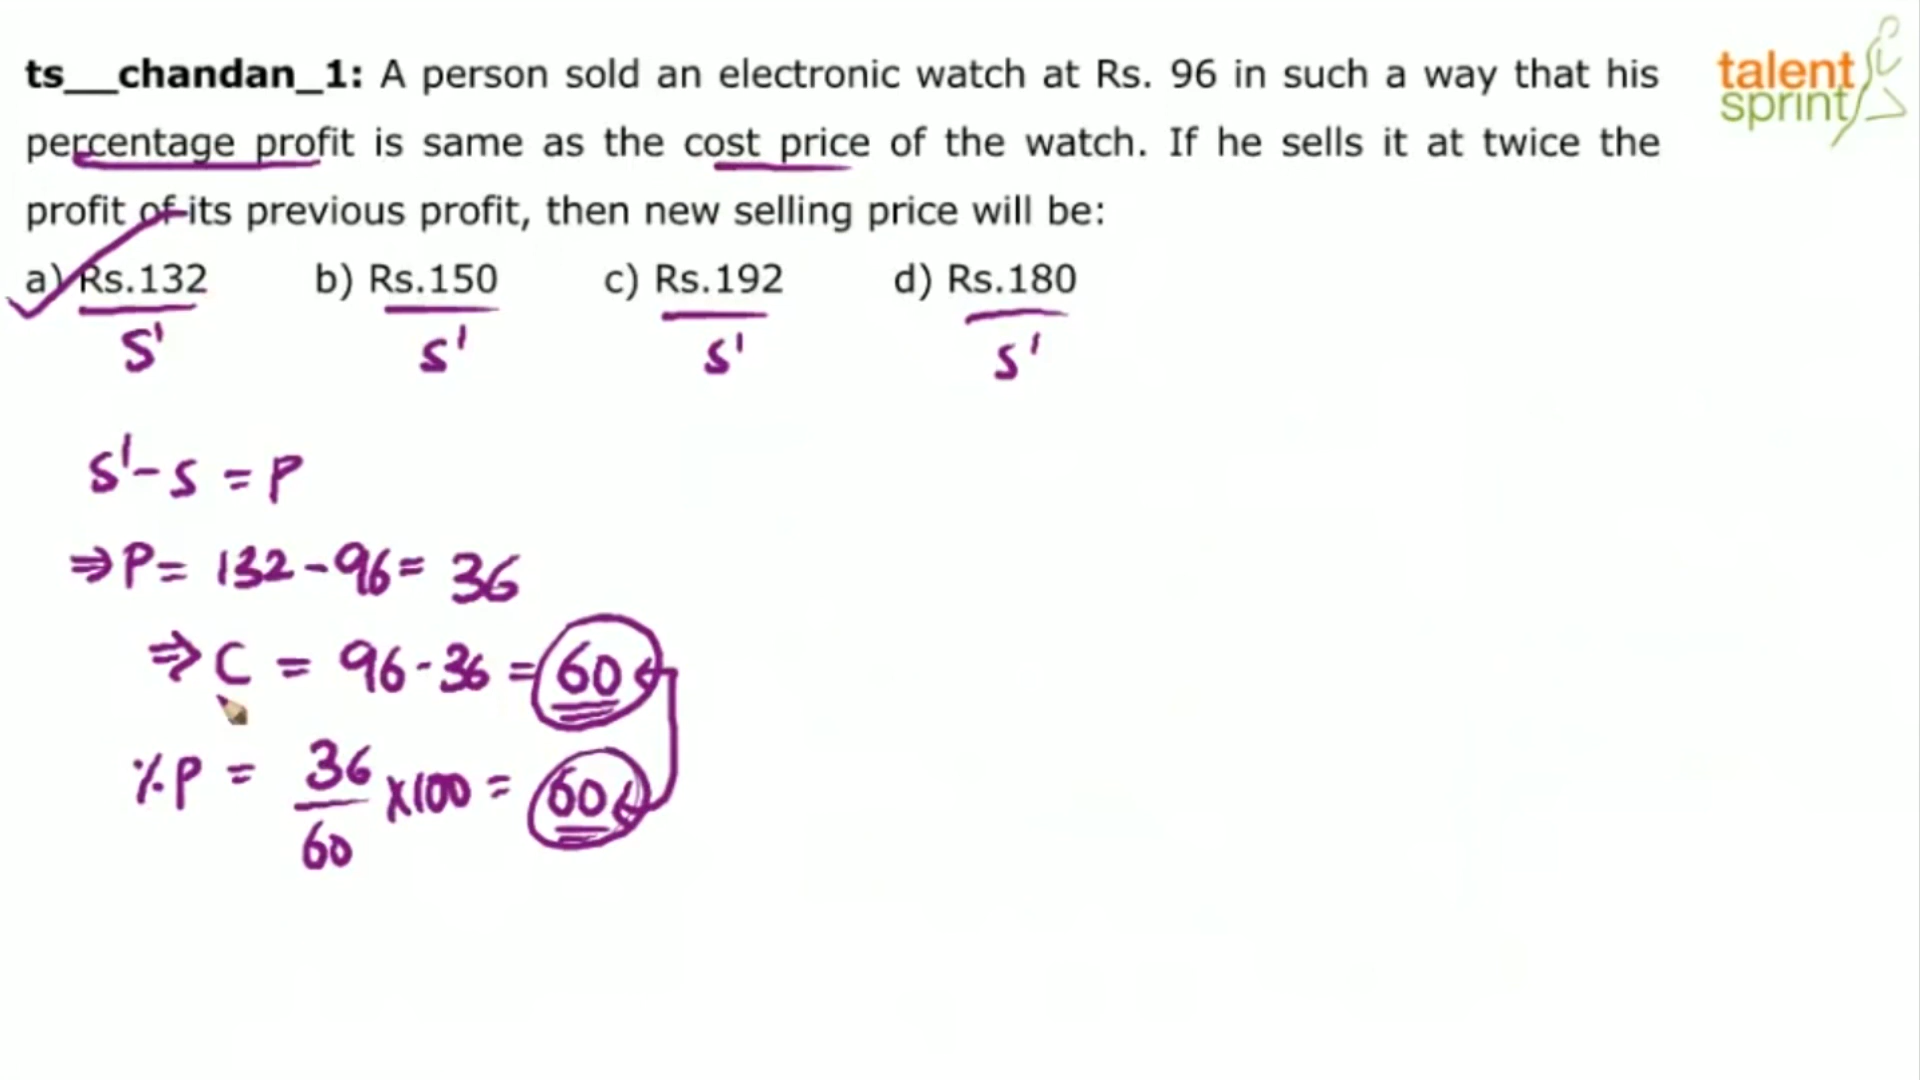 talent
sprint
ts__chandan_1: A person sold an electronic watch at Rs. 96 in such a way that his
percentage profit is same as the cost price of the watch. If he sells it at twice the
profit of its previous profit, then new selling price will be:
a) Rs.132 b) Rs.150 c) Rs.192 d) Rs.180
S' S' S' S'
S' - S = P
⇒ P = 132 - 96 = 36
⇒ C = 96 - 36 = 60
% P = 36/60 x 100 = 60